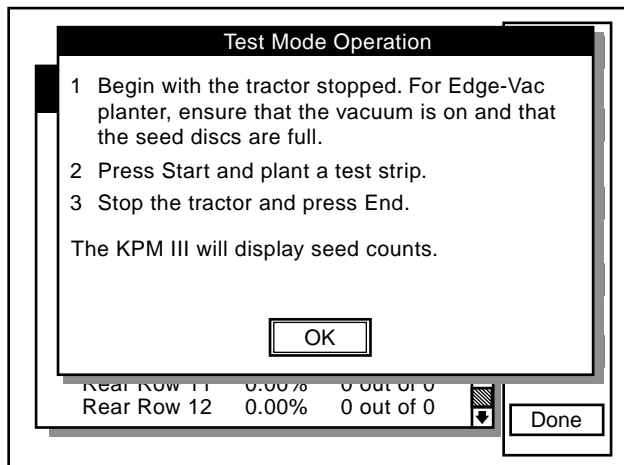 Test Mode Operation
1 Begin with the tractor stopped. For Edge-Vac
planter, ensure that the vacuum is on and that
the seed discs are full.
2 Press Start and plant a test strip.
3 Stop the tractor and press End.
The KPM III will display seed counts.
OK
Rear Row 11 0.00% 0 out of 0
Rear Row 12 0.00% 0 out of 0
Done